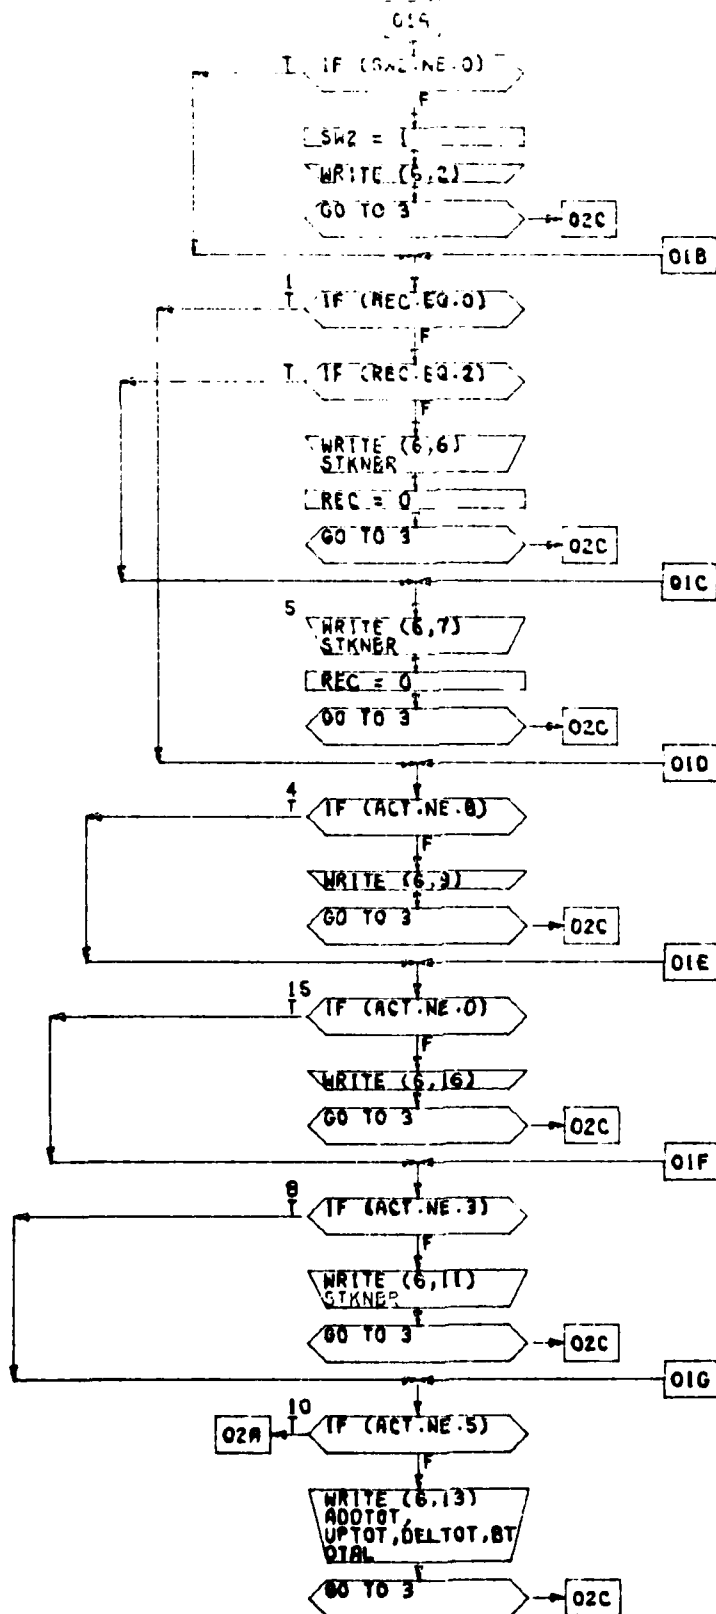 01A
T IF (SW2.NE.0)
F
SW2 = 1
WRITE (6,2)
GO TO 3
02C
01B
1
T IF (REC.EQ.0)
F
T IF (REC.EQ.2)
F
WRITE (6,6)
STKNBR
REC = 0
GO TO 3
02C
01C
5
WRITE (6,7)
STKNBR
REC = 0
GO TO 3
02C
01D
4
T IF (ACT.NE.8)
F
WRITE (6,9)
GO TO 3
02C
01E
15
T IF (ACT.NE.0)
F
WRITE (6,16)
GO TO 3
02C
01F
8
T IF (ACT.NE.3)
F
WRITE (6,11)
STKNBR
GO TO 3
02C
01G
10
02A T IF (ACT.NE.5)
F
WRITE (6,13)
ADDTOT,
UPTOT,DELTOT,BT
OTAL
GO TO 3
02C